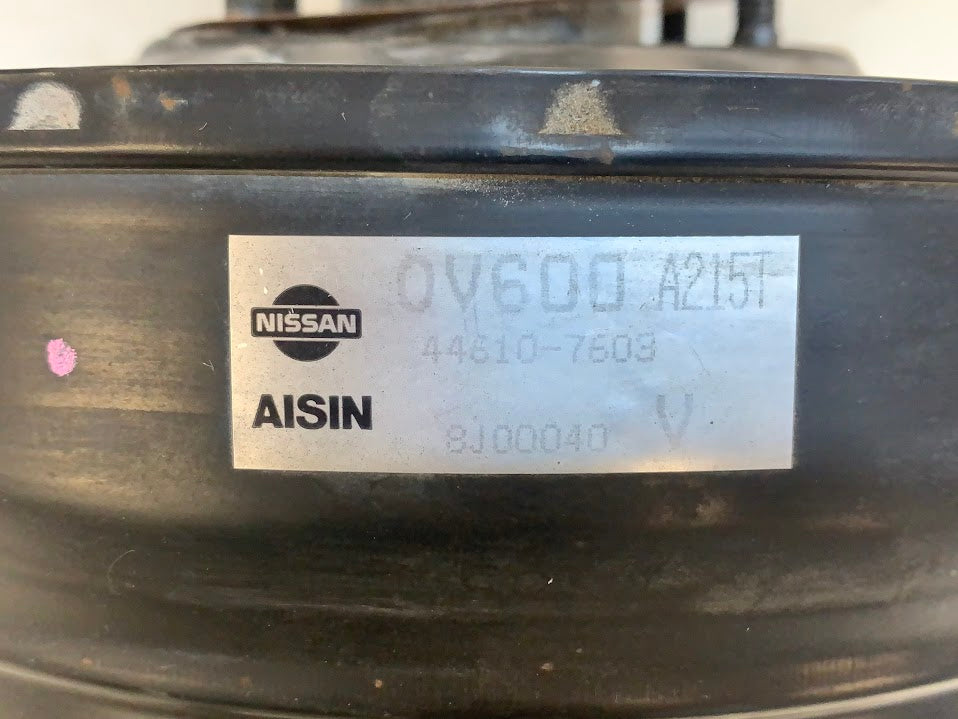 0V600 A215T
NISSAN
44610-7603
AISIN
8J00040 V